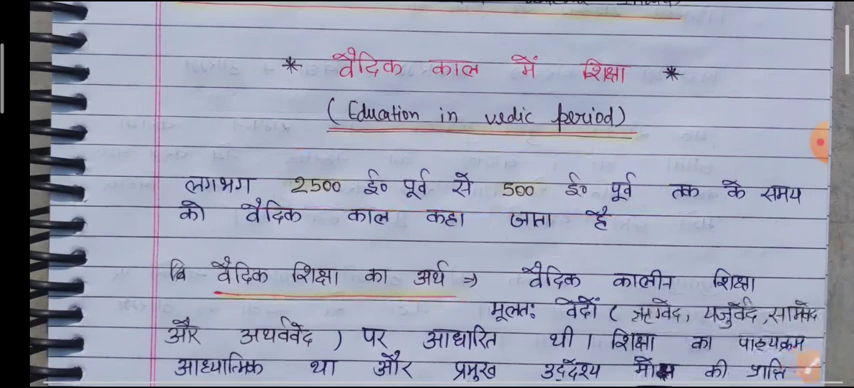 * वैदिक काल में शिक्षा *
(Education in vedic period)
लगभग 2500 ई० पूर्व से 500 ई० पूर्व तक के समय
को वैदिक काल कहा जाता है
वैदिक शिक्षा का अर्थ ⇒ वैदिक कालीन शिक्षा
मूलत: वेदों ( ऋग्वेद, यजुर्वेद, सामवेद
और अथर्ववेद ) पर आधारित थी। शिक्षा का पाठ्यक्रम
आध्यात्मिक था और प्रमुख उद्देश्य मोक्ष की प्राप्ति